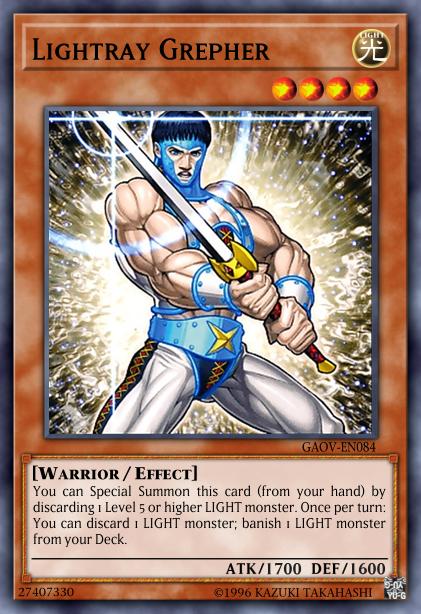 Lightray Grepher
LIGHT
光
GAOV-EN084
[Warrior / Effect]
You can Special Summon this card (from your hand) by
discarding 1 Level 5 or higher LIGHT monster. Once per turn:
You can discard 1 LIGHT monster; banish 1 LIGHT monster
from your Deck.
ATK/1700 DEF/1600
27407330
©1996 KAZUKI TAKAHASHI